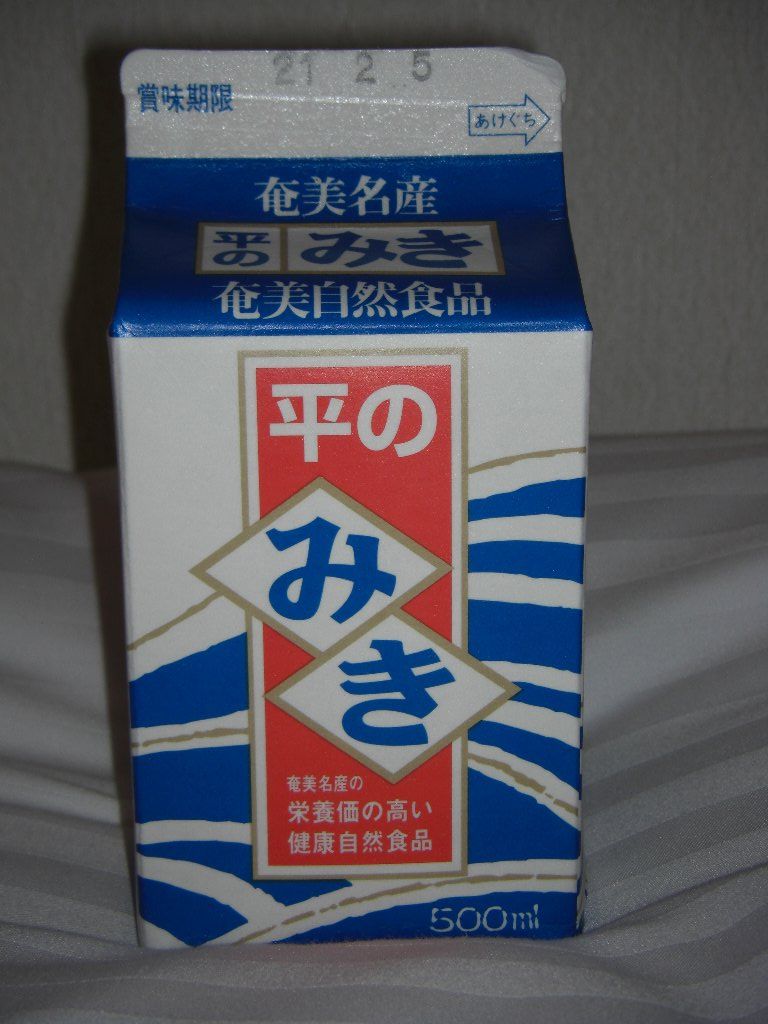 21 2 5
賞味期限
あけぐち
奄美名産
平の みき
奄美自然食品
平の
み
き
奄美名産の
栄養価の高い
健康自然食品
500ml